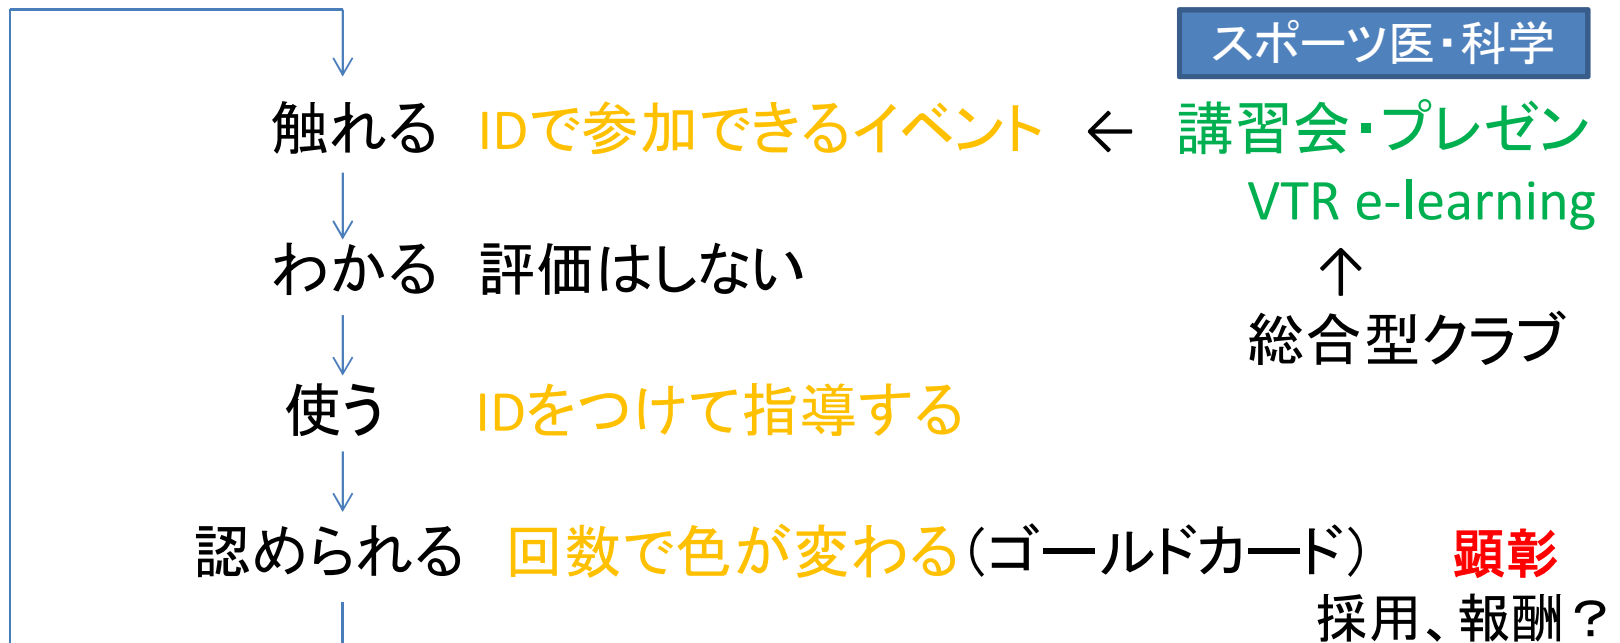 スポーツ医・科学
触れる IDで参加できるイベント ← 講習会・プレゼン
VTR e-learning
↑
わかる 評価はしない
総合型クラブ
使う IDをつけて指導する
認められる 回数で色が変わる(ゴールドカード) 顕彰
採用、報酬？